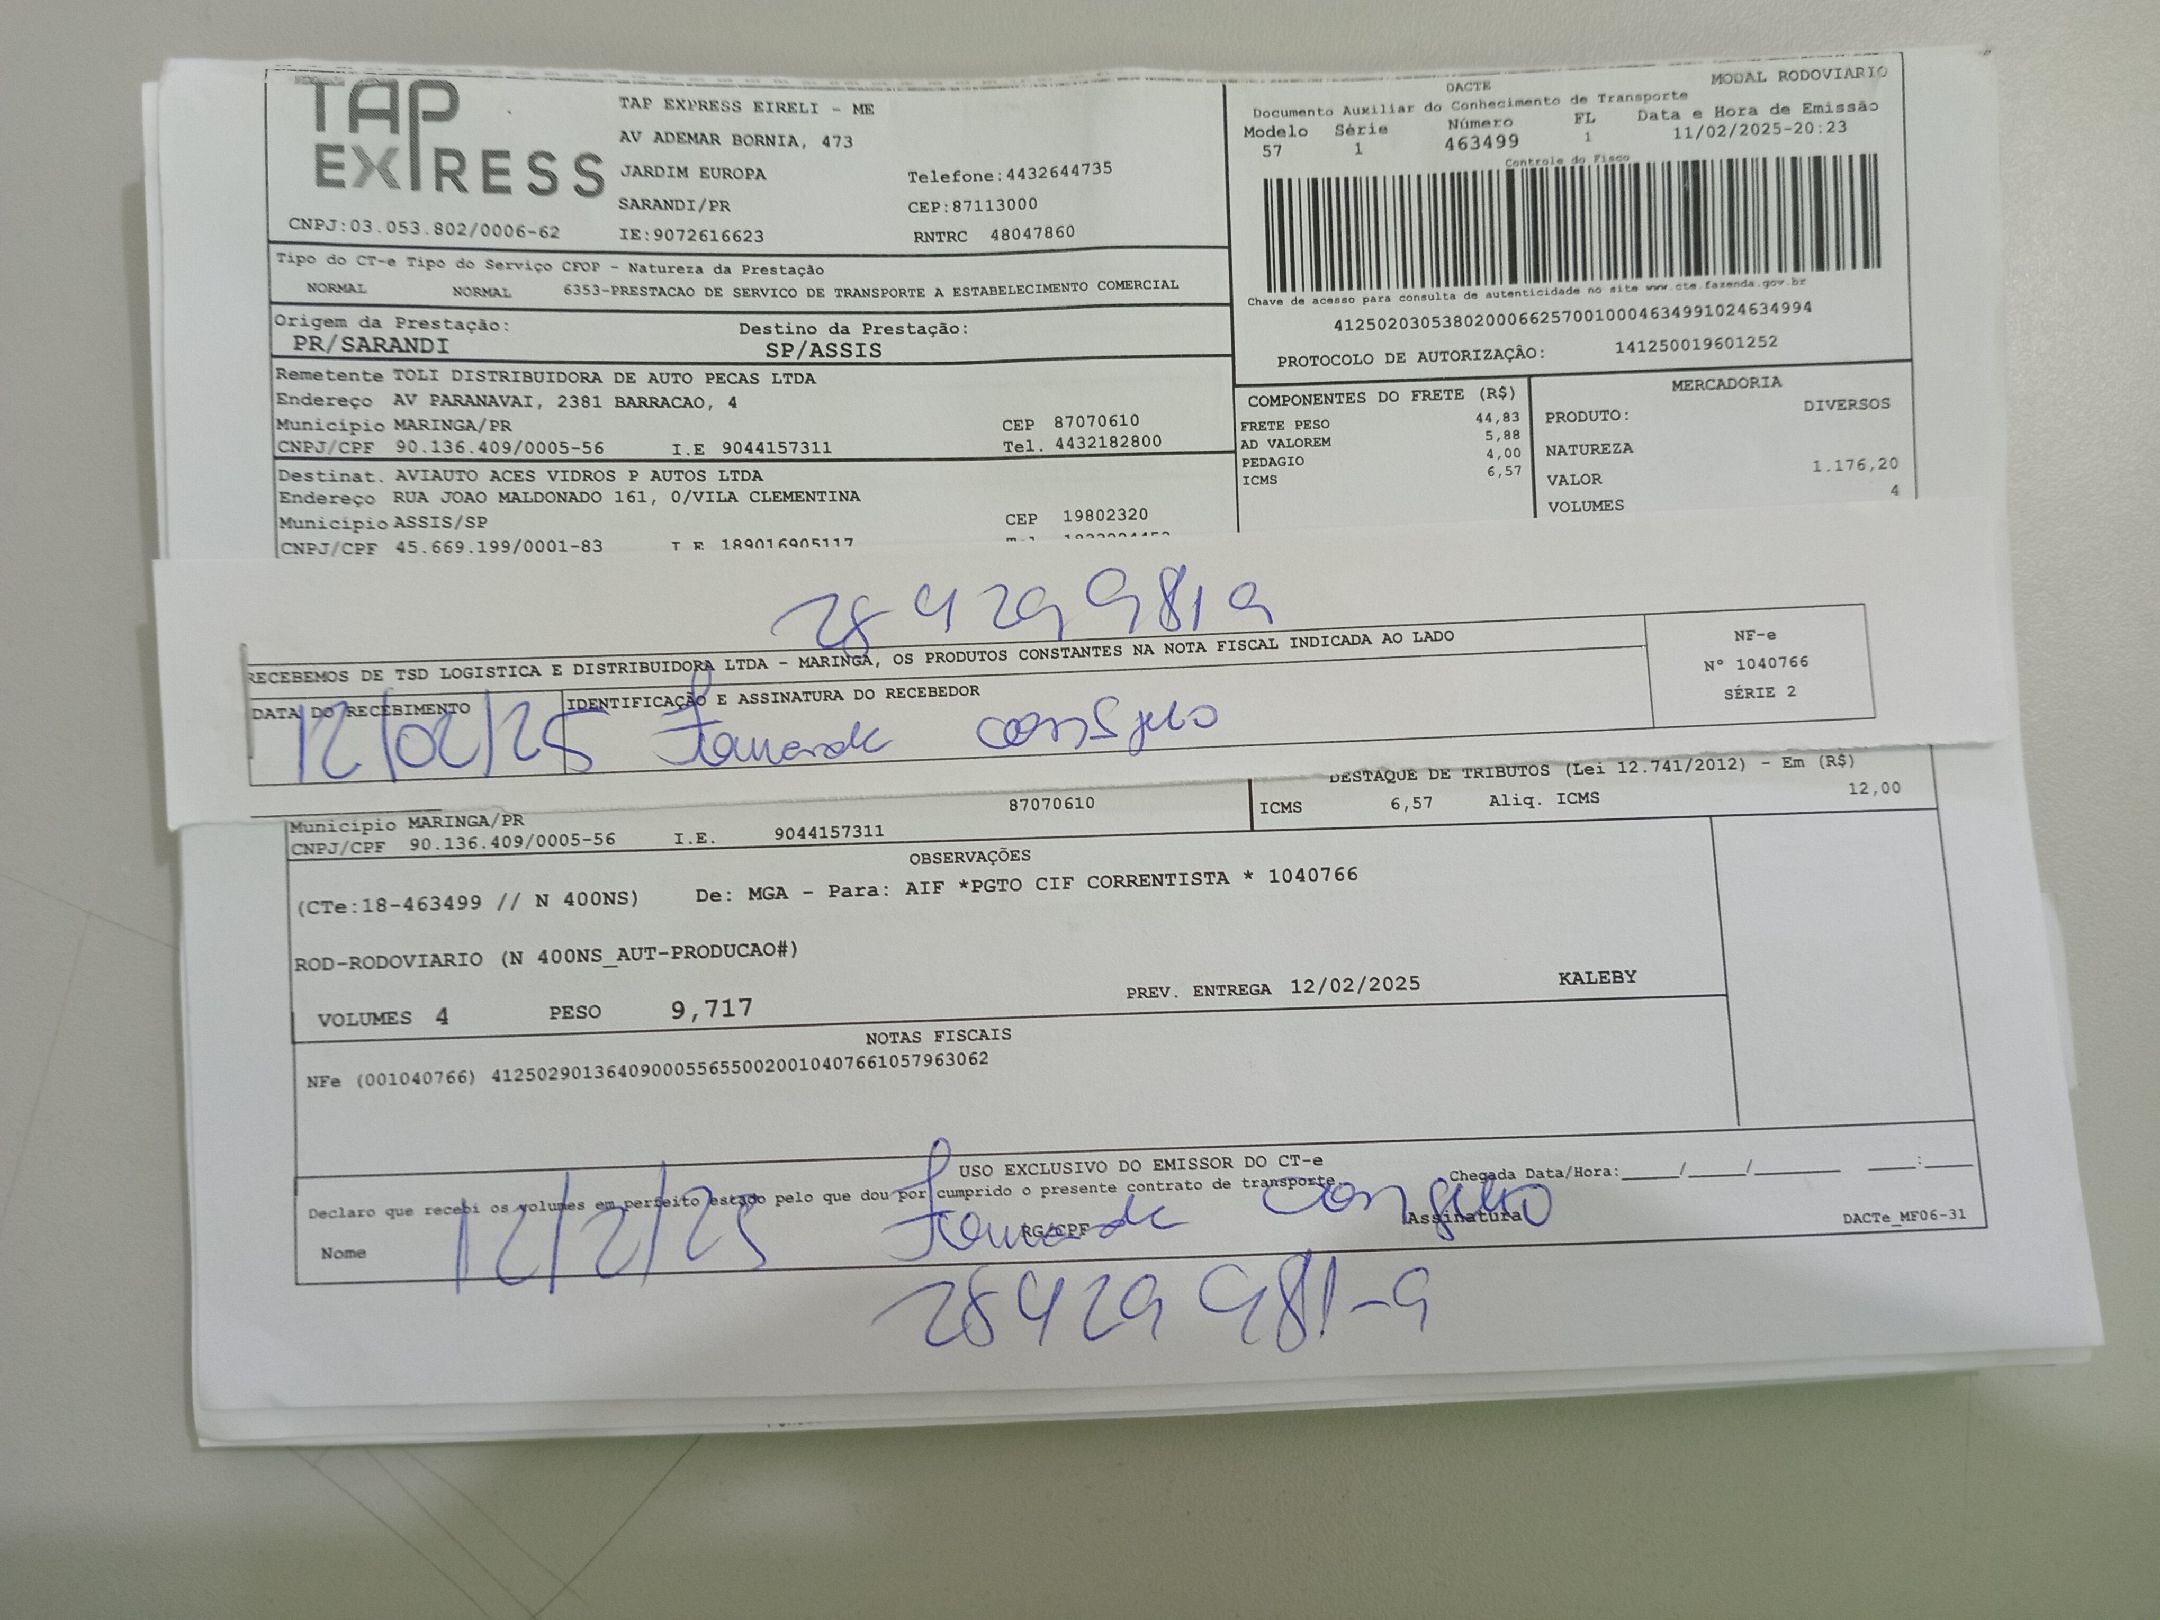 TAP
EXPRESS
TAP EXPRESS EIRELI - ME
AV ADEMAR BORNIA, 473
JARDIM EUROPA
Telefone:4432644735
SARANDI/PR
CEP:87113000
CNPJ:03.053.802/0006-62
IE:9072616623
RNTRC 48047860
DACTE
MODAL RODOVIARIO
Documento Auxiliar do Conhecimento de Transporte
Modelo Série Número FL Data e Hora de Emissão
57 1 463499 1 11/02/2025-20:23
Controle do Fisco
Chave de acesso para consulta de autenticidade no site www.cte.fazenda.gov.br
41250203053802000662570010004634991024634994
PROTOCOLO DE AUTORIZAÇÃO: 141250019601252
Tipo do CT-e Tipo do Serviço CFOP - Natureza da Prestação
NORMAL NORMAL 6353-PRESTACAO DE SERVICO DE TRANSPORTE A ESTABELECIMENTO COMERCIAL
Origem da Prestação: Destino da Prestação:
PR/SARANDI SP/ASSIS
Remetente TOLI DISTRIBUIDORA DE AUTO PECAS LTDA
Endereço AV PARANAVAI, 2381 BARRACAO, 4
Município MARINGA/PR CEP 87070610
CNPJ/CPF 90.136.409/0005-56 I.E 9044157311 Tel. 4432182800
Destinat. AVIAUTO ACES VIDROS P AUTOS LTDA
Endereço RUA JOAO MALDONADO 161, 0/VILA CLEMENTINA
Município ASSIS/SP CEP 19802320
CNPJ/CPF 45.669.199/0001-83 I E 189016905117
COMPONENTES DO FRETE (R$)
FRETE PESO 44,83
AD VALOREM 5,88
PEDAGIO 4,00
ICMS 6,57
MERCADORIA
PRODUTO: DIVERSOS
NATUREZA
VALOR 1.176,20
VOLUMES 4
284299819
RECEBEMOS DE TSD LOGISTICA E DISTRIBUIDORA LTDA - MARINGA, OS PRODUTOS CONSTANTES NA NOTA FISCAL INDICADA AO LADO
DATA DO RECEBIMENTO IDENTIFICAÇÃO E ASSINATURA DO RECEBEDOR
12/02/25
NF-e
N° 1040766
SÉRIE 2
DESTAQUE DE TRIBUTOS (Lei 12.741/2012) - Em (R$)
ICMS 6,57 Aliq. ICMS 12,00
Município MARINGA/PR 87070610
CNPJ/CPF 90.136.409/0005-56 I.E. 9044157311
OBSERVAÇÕES
(CTe:18-463499 // N 400NS) De: MGA - Para: AIF *PGTO CIF CORRENTISTA * 1040766
ROD-RODOVIARIO (N 400NS_AUT-PRODUCAO#)
VOLUMES 4 PESO 9,717 PREV. ENTREGA 12/02/2025 KALEBY
NOTAS FISCAIS
NFe (001040766) 41250290136409000556550020010407661057963062
USO EXCLUSIVO DO EMISSOR DO CT-e
Declaro que recebi os volumes em perfeito estado pelo que dou por cumprido o presente contrato de transporte
Chegada Data/Hora:_____/_____/_______ ____:____
Nome RG/CPF Assinatura DACTe_MF06-31
12/2/25
28429981-9